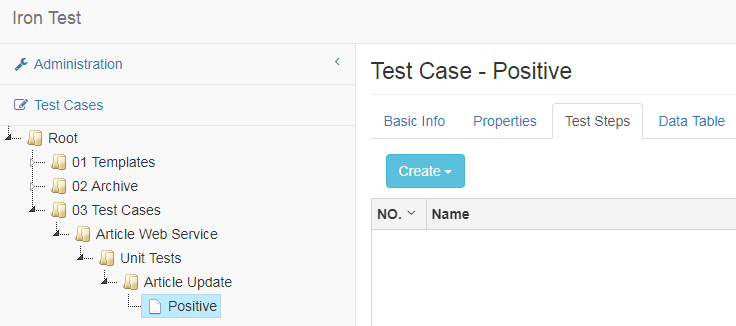 Iron Test
Administration
Test Cases
Root
01 Templates
02 Archive
03 Test Cases
Article Web Service
Unit Tests
Article Update
Positive
Test Case - Positive
Basic Info Properties Test Steps Data Table
Create
NO. Name